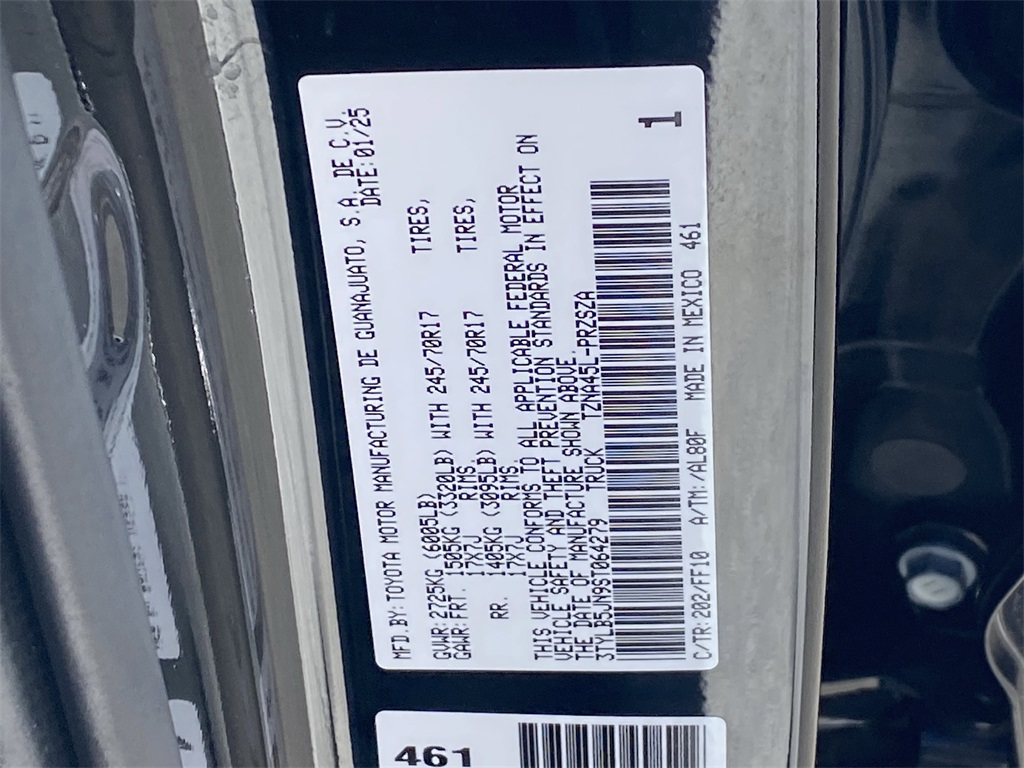 MFD.BY:TOYOTA MOTOR MANUFACTURING DE GUANAJUATO, S.A. DE C.V.
DATE:01/25
GVWR:2725KG (6005LB)
GAWR:FRT. 1505KG (3320LB) WITH 245/70R17 TIRES,
17X7J RIMS.
RR. 1405KG (3095LB) WITH 245/70R17 TIRES,
17X7J RIMS.
THIS VEHICLE CONFORMS TO ALL APPLICABLE FEDERAL MOTOR
VEHICLE SAFETY AND THEFT PREVENTION STANDARDS IN EFFECT ON
THE DATE OF MANUFACTURE SHOWN ABOVE.
3TYLB5JN9ST064279 TRUCK TZNA45L-PRZSZA
1
C/TR:202/FF10 A/TM:/AL80F MADE IN MEXICO 461
461